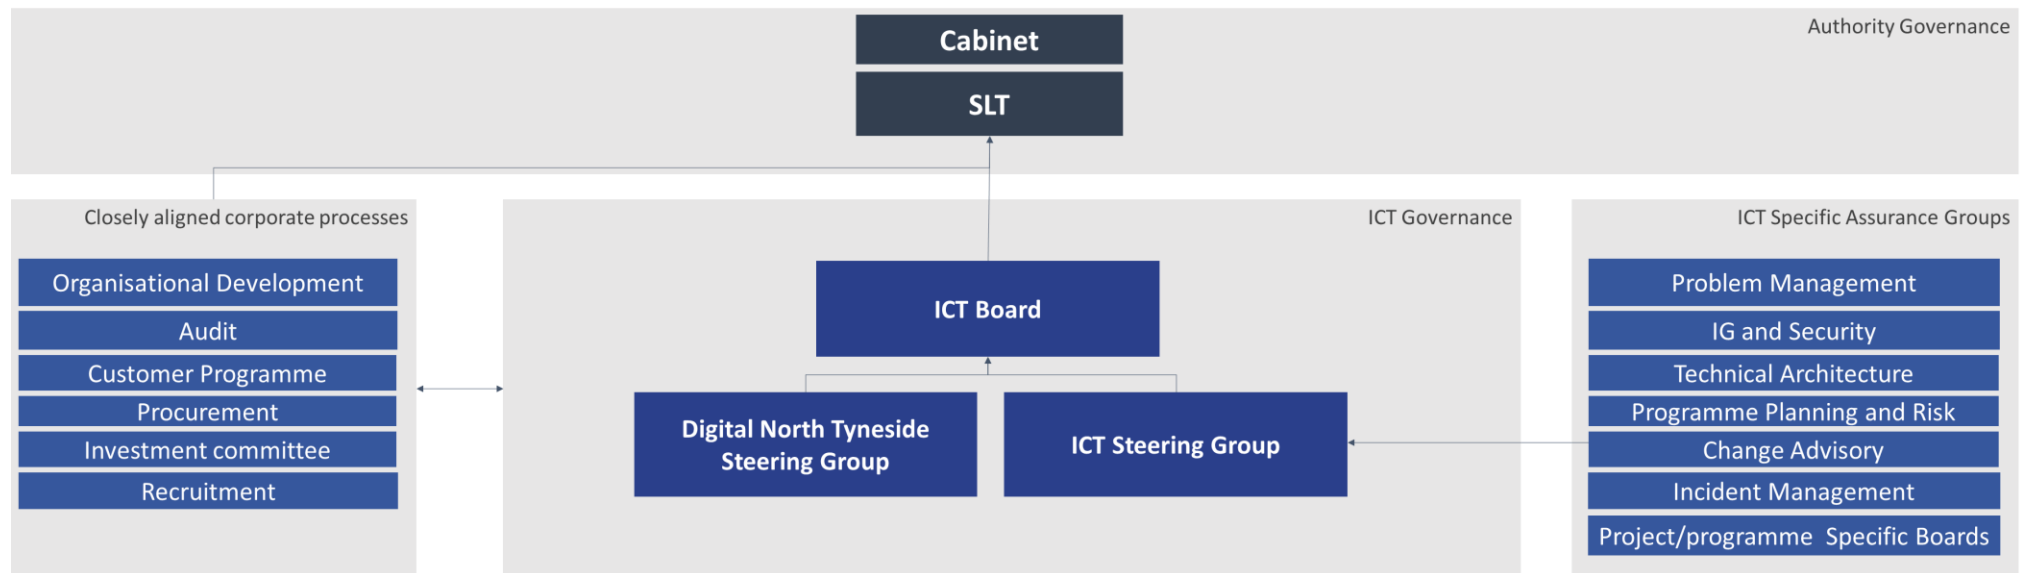 Authority Governance
Cabinet
SLT
Closely aligned corporate processes
Organisational Development
Audit
Customer Programme
Procurement
Investment committee
Recruitment
ICT Governance
ICT Board
Digital North Tyneside
Steering Group
ICT Steering Group
ICT Specific Assurance Groups
Problem Management
IG and Security
Technical Architecture
Programme Planning and Risk
Change Advisory
Incident Management
Project/programme  Specific Boards